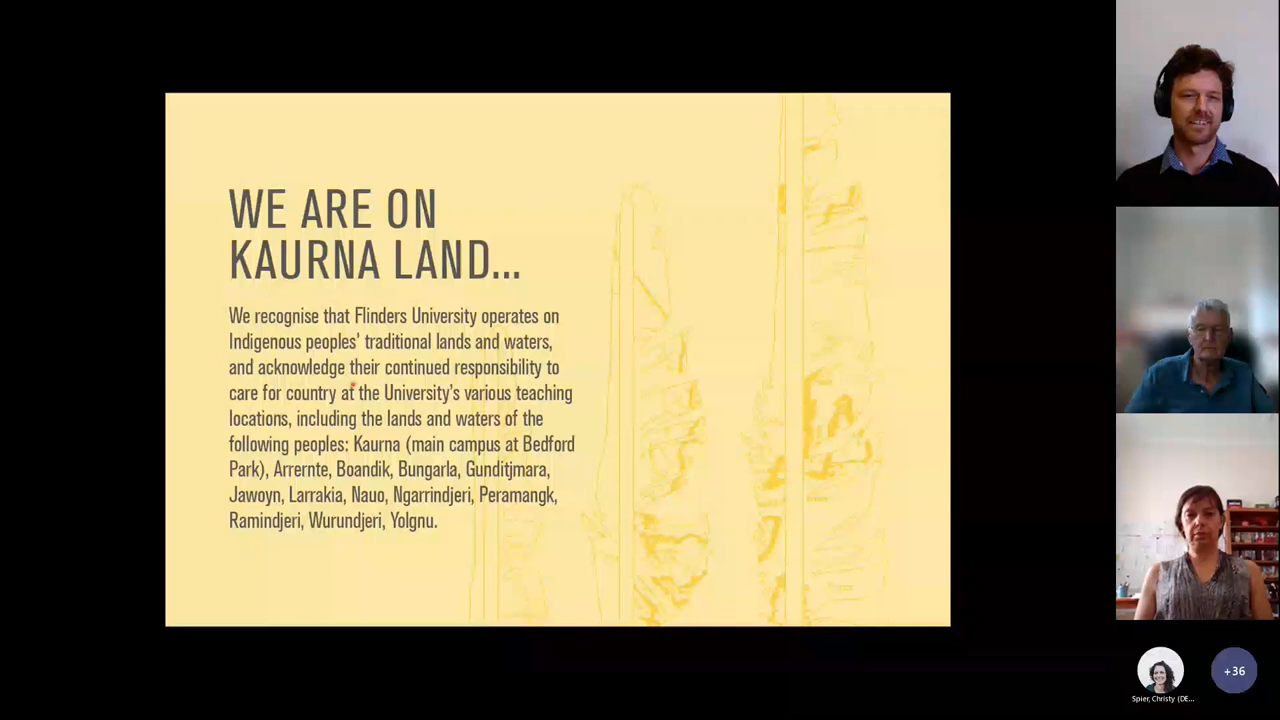 WE ARE ON
KAURNA LAND...
We recognise that Flinders University operates on
Indigenous peoples' traditional lands and waters,
and acknowledge their continued responsibility to
care for country at the University's various teaching
locations, including the lands and waters of the
following peoples: Kaurna (main campus at Bedford
Park), Arrernte, Boandik, Bungarla, Gunditjmara,
Jawoyn, Larrakia, Nauo, Ngarrindjeri, Peramangk,
Ramindjeri, Wurundjeri, Yolgnu.
+36
Spier, Christy (DE...